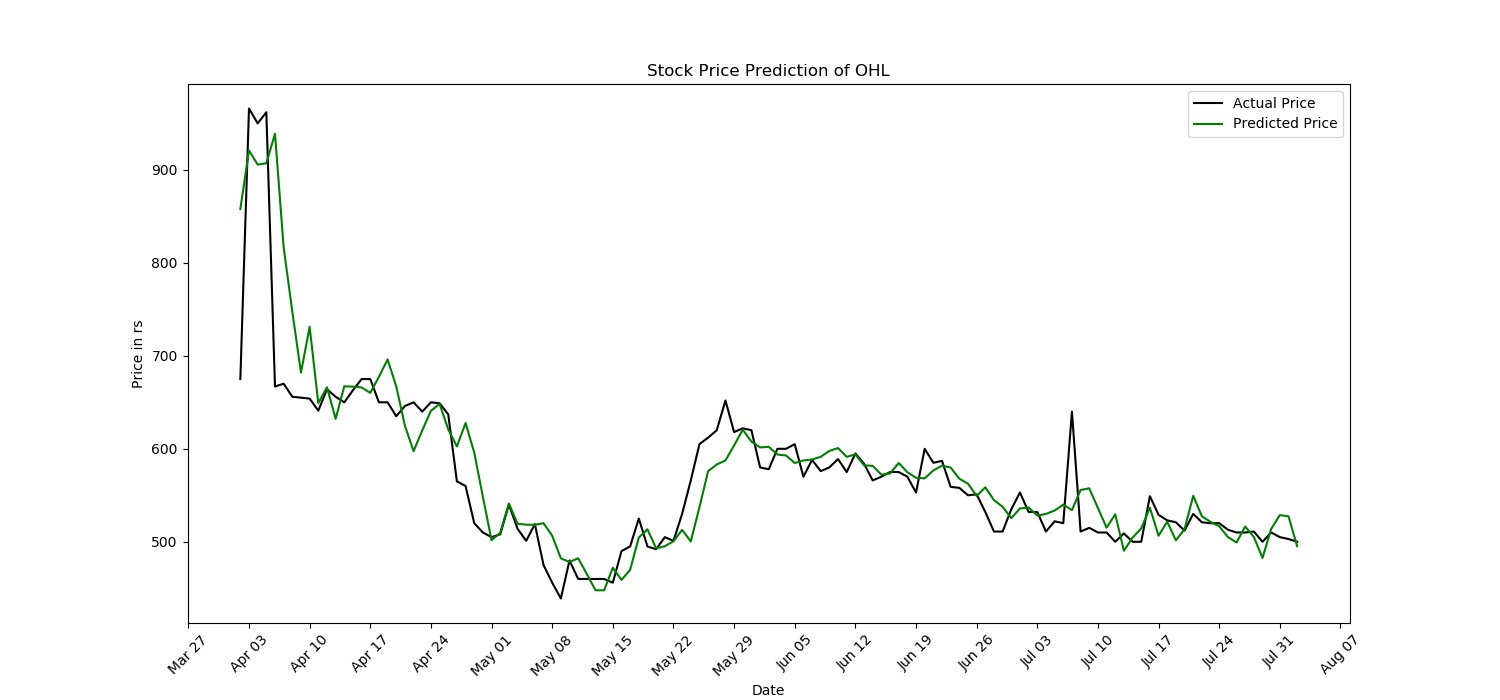 Stock Price Prediction of OHL
Actual Price
Predicted Price
Price in rs
900
800
700
600
500
Mar 27
Apr 03
Apr 10
Apr 17
Apr 24
May 01
May 08
May 15
May 22
May 29
Jun 05
Jun 12
Jun 19
Jun 26
Jul 03
Jul 10
Jul 17
Jul 24
Jul 31
Aug 07
Date